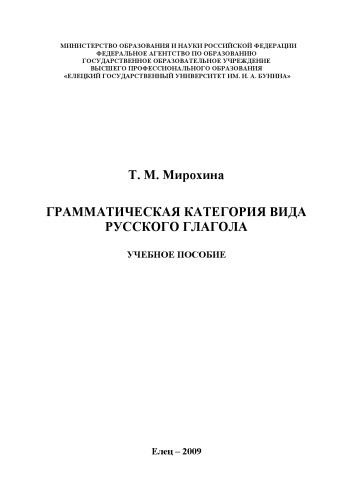 МИНИСТЕРСТВО ОБРАЗОВАНИЯ И НАУКИ РОССИЙСКОЙ ФЕДЕРАЦИИ
ФЕДЕРАЛЬНОЕ АГЕНТСТВО ПО ОБРАЗОВАНИЮ
ГОСУДАРСТВЕННОЕ ОБРАЗОВАТЕЛЬНОЕ УЧРЕЖДЕНИЕ
ВЫСШЕГО ПРОФЕССИОНАЛЬНОГО ОБРАЗОВАНИЯ
«ЕЛЕЦКИЙ ГОСУДАРСТВЕННЫЙ УНИВЕРСИТЕТ ИМ. И. А. БУНИНА»
Т. М. Мирохина
ГРАММАТИЧЕСКАЯ КАТЕГОРИЯ ВИДА
РУССКОГО ГЛАГОЛА
УЧЕБНОЕ ПОСОБИЕ
Елец – 2009